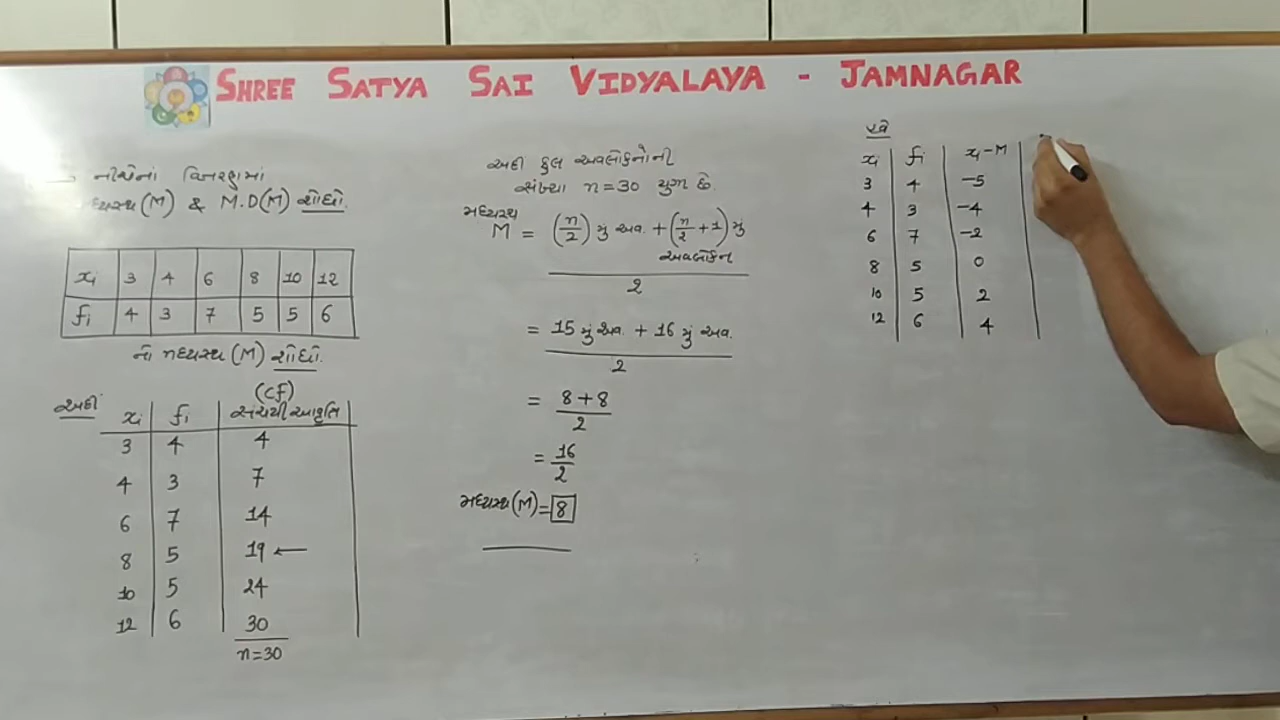 SHREE SATYA SAI VIDYALAYA - JAMNAGAR
નીચેનાં વિતરણમાં
મધ્યસ્થ (M) & M.D(M) શોધો.
xi 3 4 6 8 10 12
fi 4 3 7 5 5 6
નો મધ્યસ્થ (M) શોધો.
અહીં
(cf)
xi fi સંચયી આવૃત્તિ
3 4 4
4 3 7
6 7 14
8 5 19 ←
10 5 24
12 6 30
n=30
અહીં કુલ અવલોકનોની
સંખ્યા n=30 યુગ્મ છે.
મધ્યસ્થ
M = (n/2) મું અવ. + (n/2 + 1) મું
અવલોકન
2
= 15 મું અવ. + 16 મું અવ.
2
= 8+8
2
= 16
2
મધ્યસ્થ (M) = 8
હવે
xi fi xi-M
3 4 -5
4 3 -4
6 7 -2
8 5 0
10 5 2
12 6 4